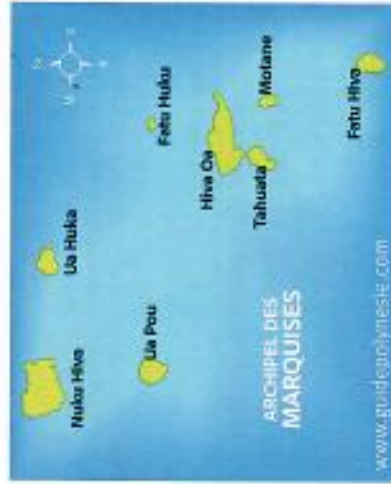 Nuku Hiva
Ua Huka
Ua Pou
Fatu Huku
Hiva Oa
Tahuata
Motane
Fatu Hiva
ARCHIPEL DES
MARQUISES
www.guidepolynesie.com